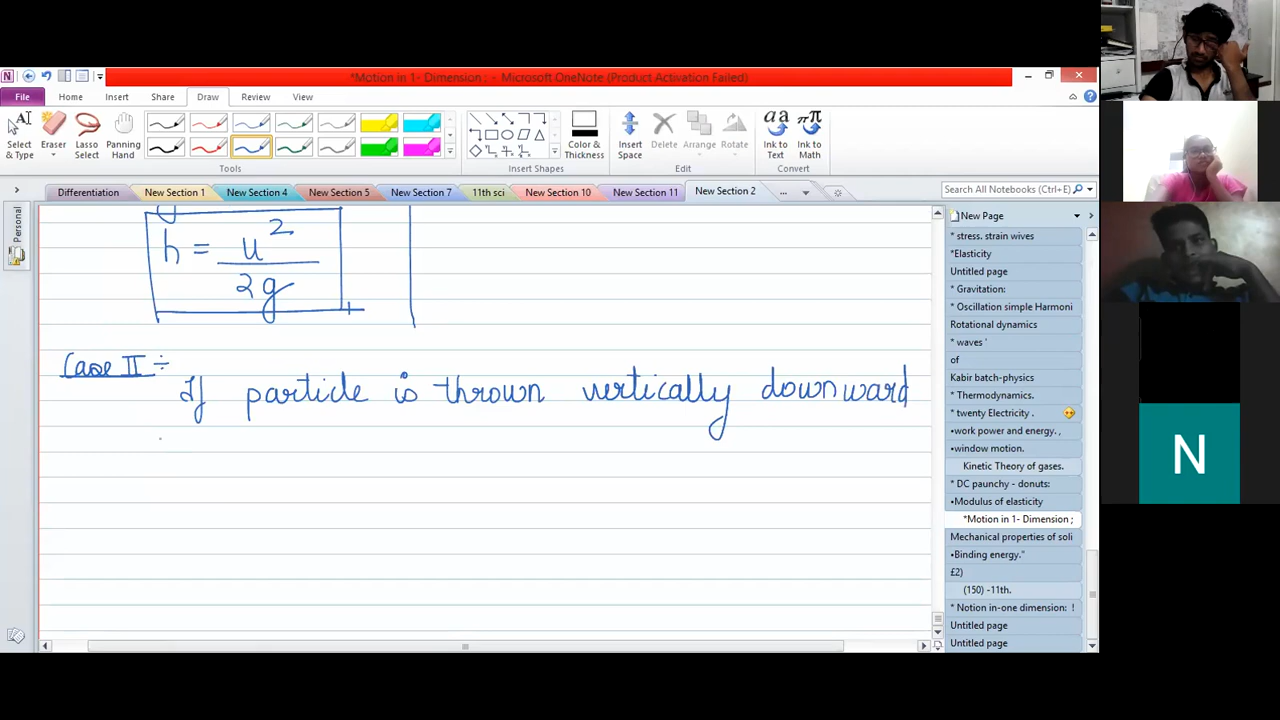 *Motion in 1- Dimension ; - Microsoft OneNote (Product Activation Failed)
File Home Insert Share Draw Review View
Select & Type
Eraser
Lasso Select
Panning Hand
Color & Thickness
Insert Space
Delete
Arrange
Rotate
Ink to Text
Ink to Math
Tools
Insert Shapes
Convert
Differentiation New Section 1 New Section 4 New Section 5 New Section 7 11th sci New Section 10 New Section 11 New Section 2 ...
Search All Notebooks (Ctrl+E)
Personal
h = u²/2g
Case II ÷
If particle is thrown vertically downward
New Page
* stress. strain wives
*Elasticity
Untitled page
* Gravitation:
* Oscillation simple Harmoni
Rotational dynamics
* waves '
of
Kabir batch-physics
* Thermodynamics.
* twenty Electricity .
•work power and energy. ,
•window motion.
Kinetic Theory of gases.
* DC paunchy - donuts:
•Modulus of elasticity
*Motion in 1- Dimension ;
Mechanical properties of soli
•Binding energy."
£2)
(150) -11th.
* Notion in-one dimension: !
Untitled page
Untitled page
N